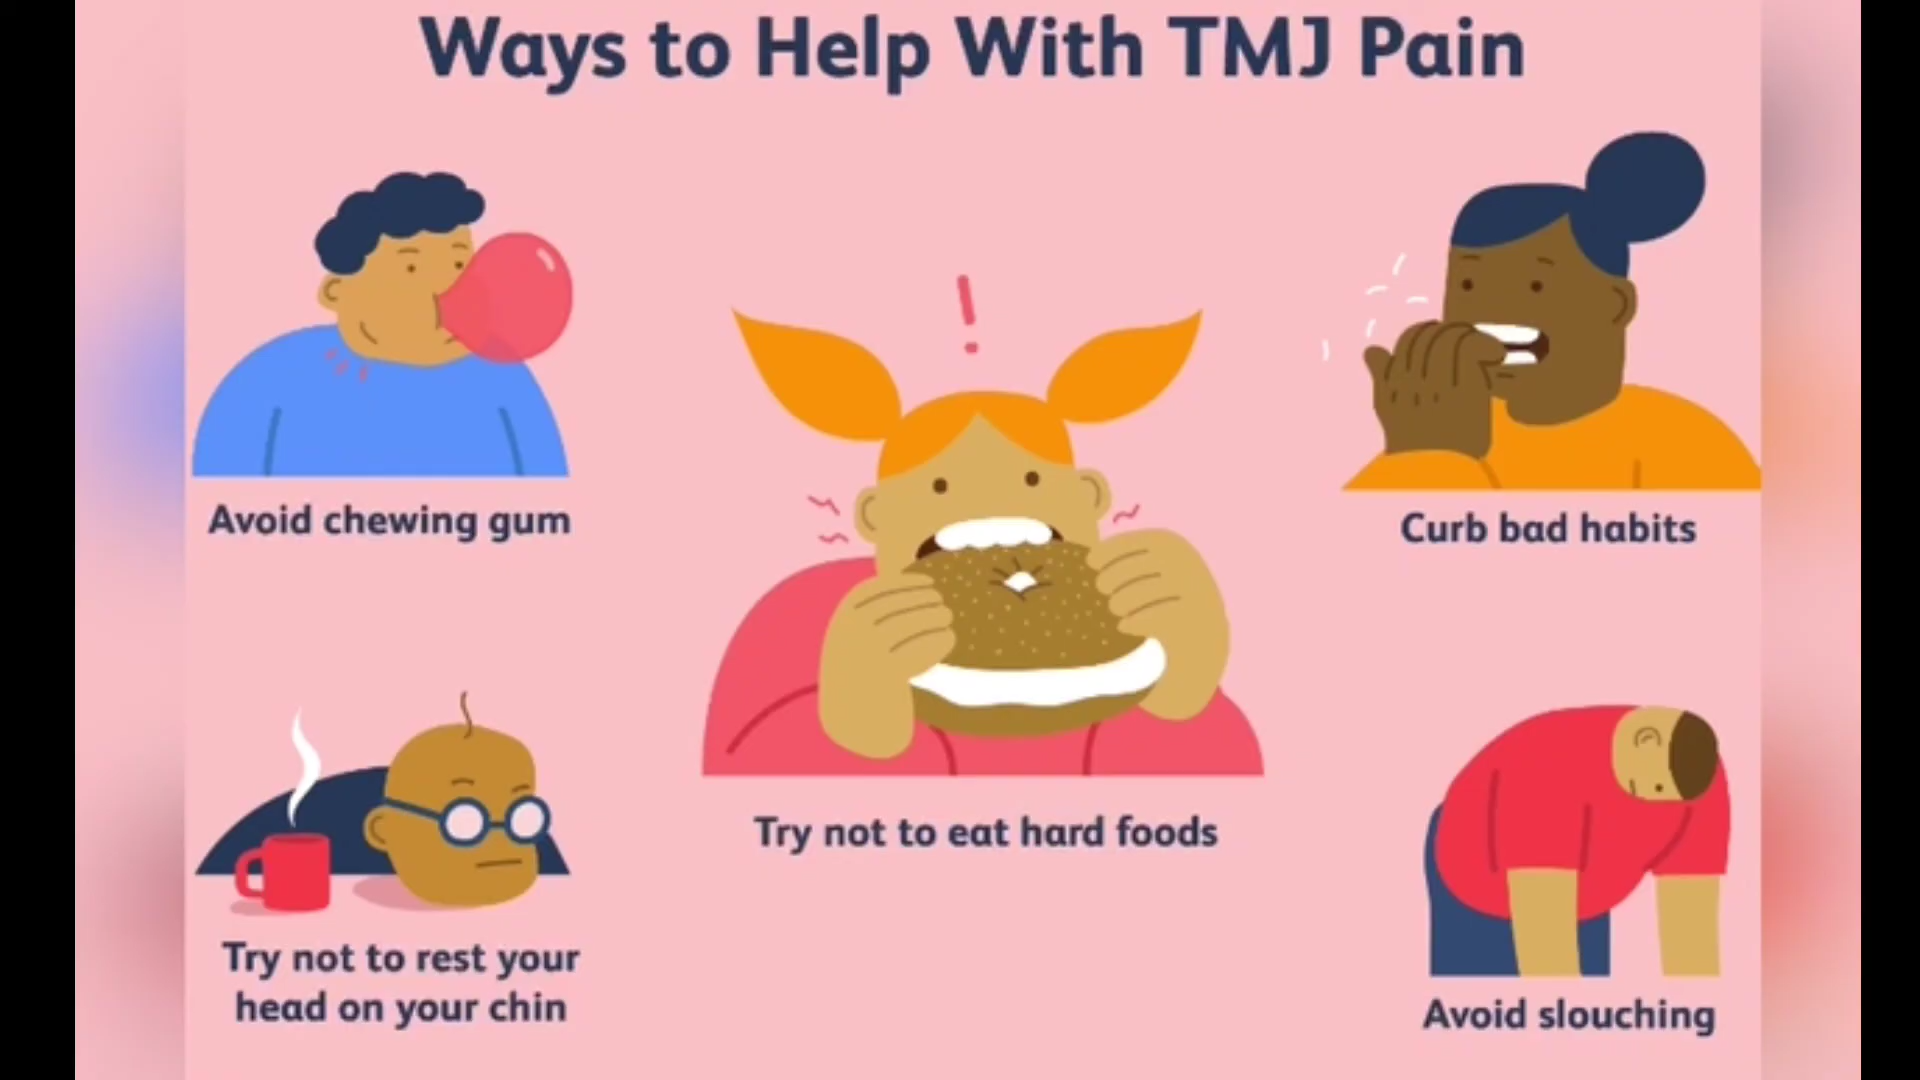 Ways to Help With TMJ Pain
Avoid chewing gum
Curb bad habits
Try not to eat hard foods
Try not to rest your
head on your chin
Avoid slouching